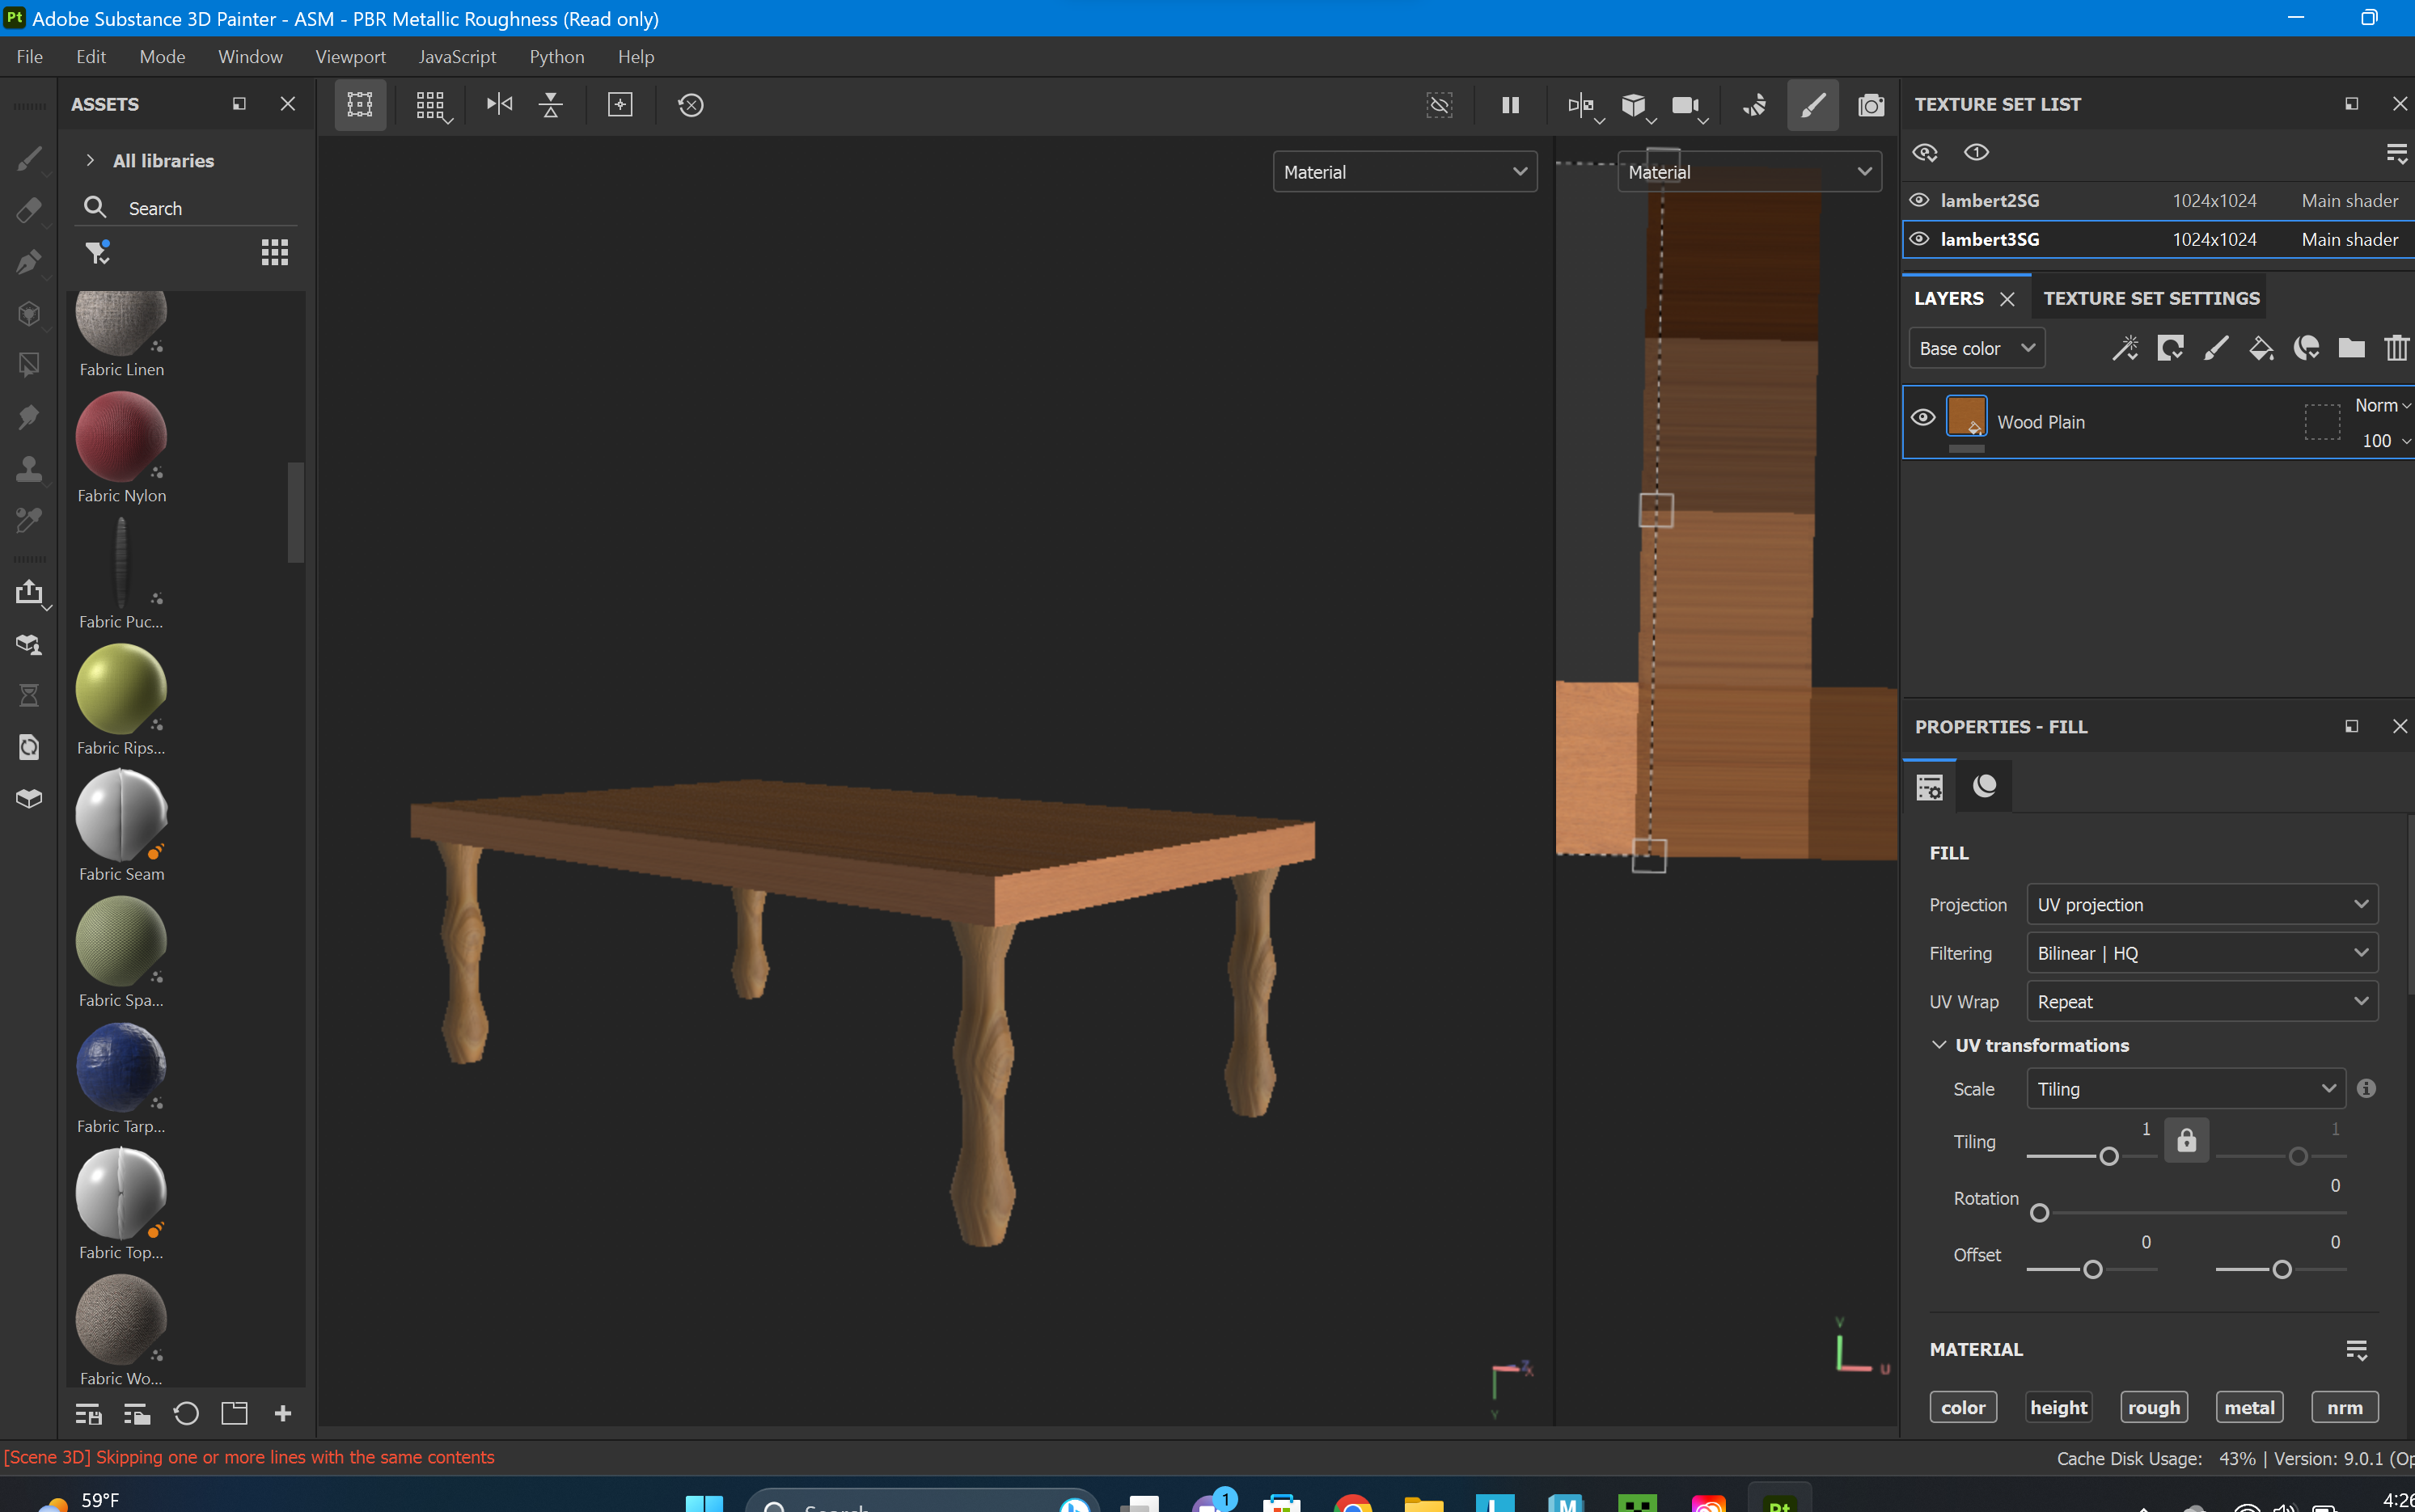 Pt Adobe Substance 3D Painter - ASM - PBR Metallic Roughness (Read only)
File Edit Mode Window Viewport JavaScript Python Help
ASSETS
All libraries
Search
Fabric Linen
Fabric Nylon
Fabric Puc...
Fabric Rips...
Fabric Seam
Fabric Spa...
Fabric Tarp...
Fabric Top...
Fabric Wo...
Material
Material
Z
X
Y
V
U
TEXTURE SET LIST
1
lambert2SG 1024x1024 Main shader
lambert3SG 1024x1024 Main shader
LAYERS TEXTURE SET SETTINGS
Base color
Wood Plain
Norm
100
PROPERTIES - FILL
FILL
Projection UV projection
Filtering Bilinear | HQ
UV Wrap Repeat
UV transformations
Scale Tiling
Tiling 1 1
Rotation 0
Offset 0 0
MATERIAL
color height rough metal nrm
[Scene 3D] Skipping one or more lines with the same contents
Cache Disk Usage: 43% | Version: 9.0.1 (Op
59°F
Search
1
L
M
Pt
4:26